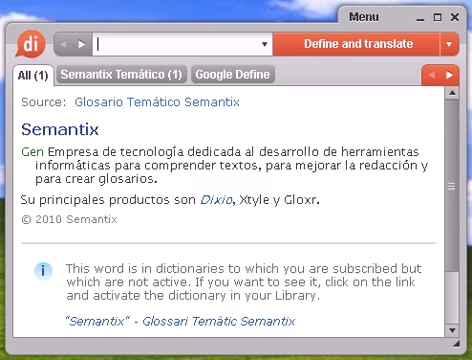 Menu
di
Define and translate
All (1)
Semantix Temático (1)
Google Define
Source: Glosario Temático Semantix
Semantix
Gen Empresa de tecnología dedicada al desarrollo de herramientas
informáticas para comprender textos, para mejorar la redacción y
para crear glosarios.
Su principales productos son Dixio, Xtyle y Gloxr.
© 2010 Semantix
i
This word is in dictionaries to which you are subscribed but
which are not active. If you want to see it, click on the link
and activate the dictionary in your Library.
"Semantix" - Glossari Temàtic Semantix